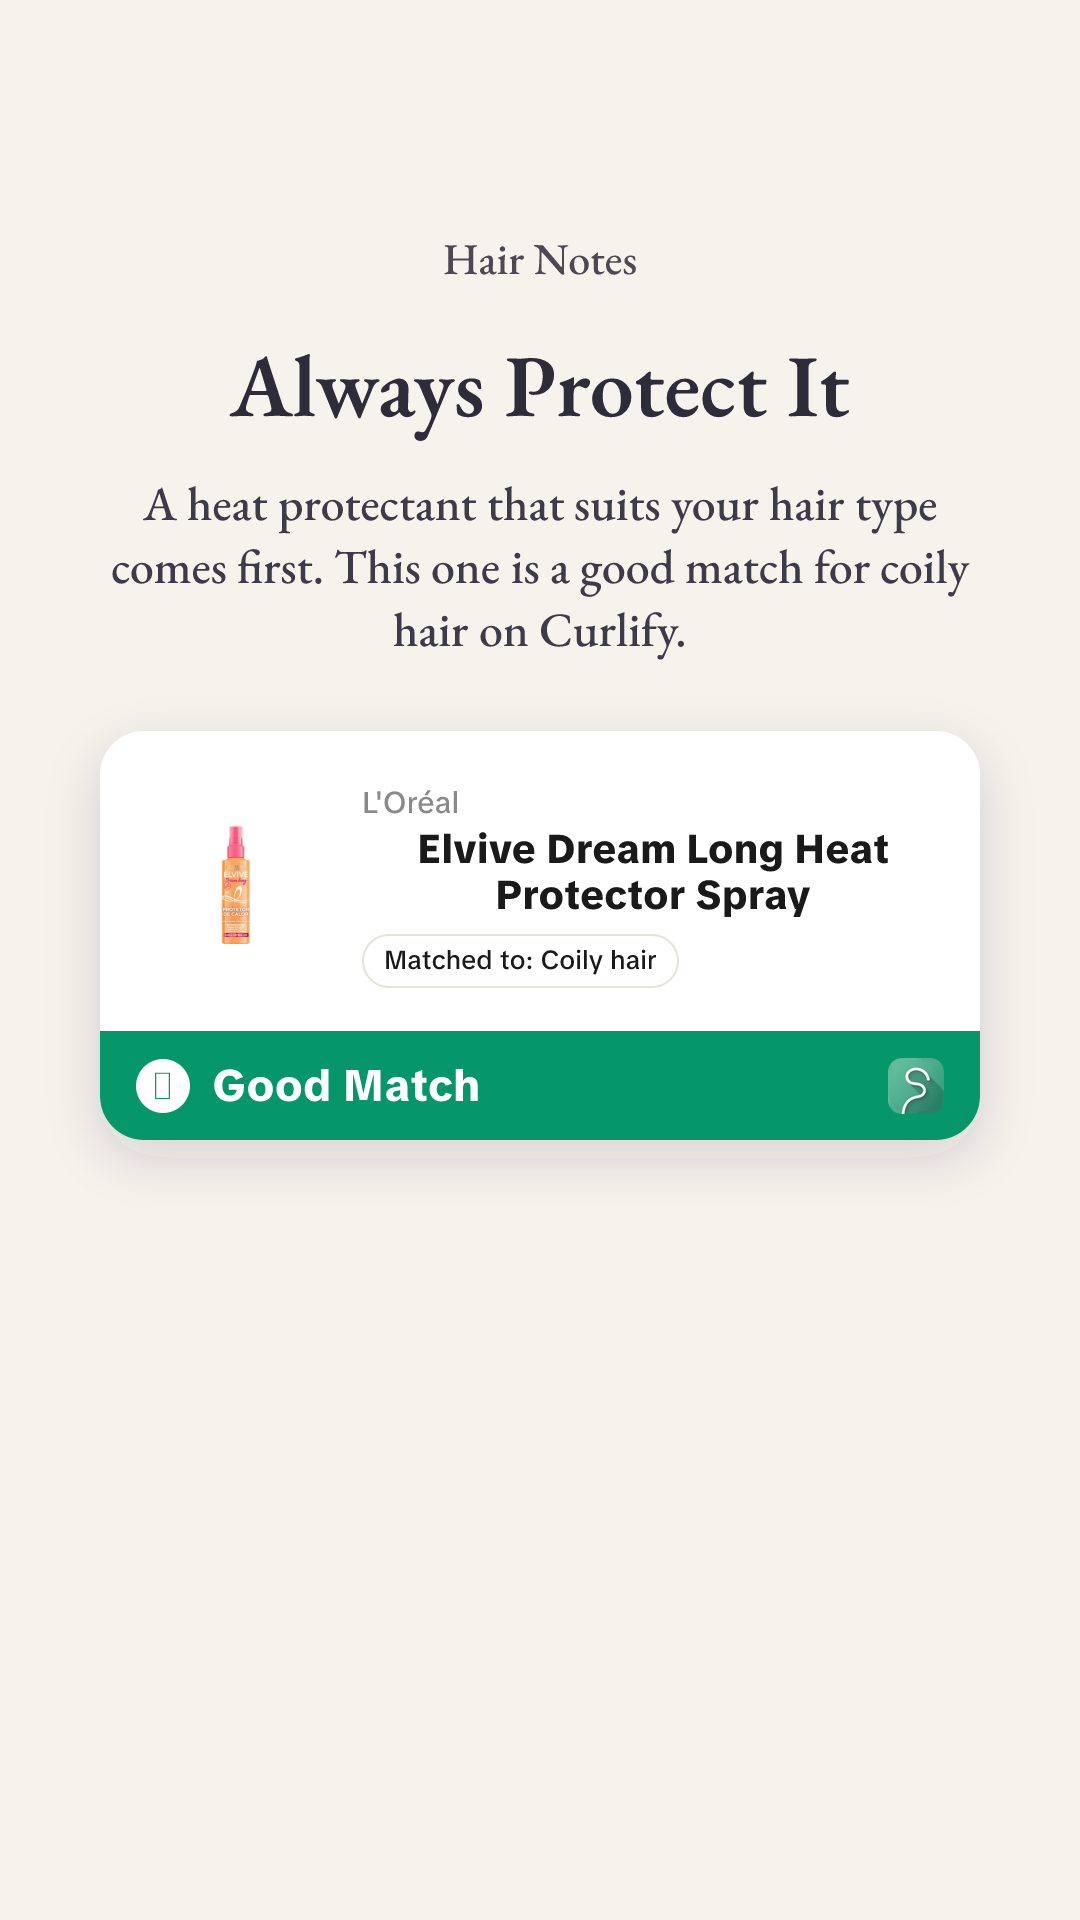 Hair Notes
Always Protect It
A heat protectant that suits your hair type
comes first. This one is a good match for coily
hair on Curlify.
L'Oréal
Elvive Dream Long Heat
Protector Spray
ELVIVE
Matched to: Coily hair
Good Match